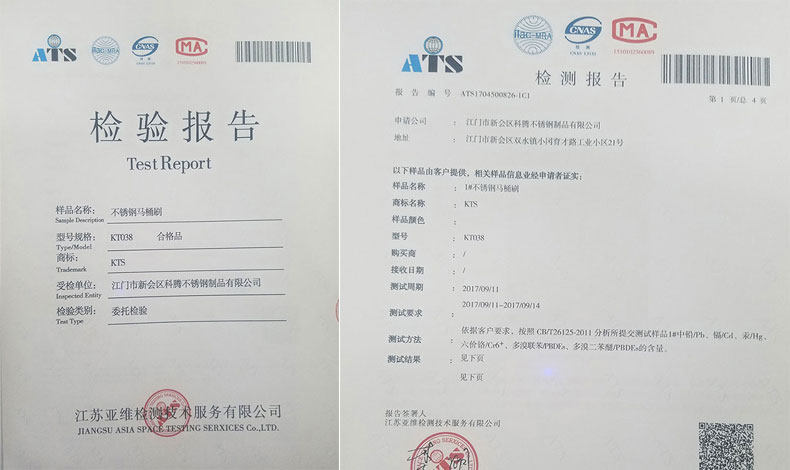 ATS
ilac-MRA
CNAS
MA
检验报告
Test Report
样品名称: 不锈钢马桶刷
Sample Description
型号规格: KT038 合格品
Type/Model
商标: KTS
Trademark
受检单位: 江门市新会区科腾不锈钢制品有限公司
Inspected Entity
检验类别: 委托检验
Test Type
江苏亚维检测技术服务有限公司
JIANGSU ASIA SPACE TESTING SERXICES Co.,LTD.
ATS
ilac-MRA
CNAS
MA
检测报告
报告编号 ATS1704500826-1C1
第 1 页/总 4 页
申请公司 : 江门市新会区科腾不锈钢制品有限公司
地址 : 江门市新会区双水镇小冈育才路工业小区21号
以下样品由客户提供,相关样品信息业经申请者证实:
样品名称 : 1#不锈钢马桶刷
商标名称 : KTS
样品颜色 :
型号 : KT038
购买商 : /
接收日期 : /
测试周期 : 2017/09/11
2017/09/11-2017/09/14
测试要求 :
依据客户要求,按照 CB/T26125-2011 分析所提交测试样品1#中铅/Pb、镉/Cd、汞/Hg、
测试方法 : 六价铬/Cr6+、多溴联苯/PBDEs、多溴二苯醚/PBDEs的含量。
测试结果 : 见下页
见下页
报告签署人
江苏亚维检测技术服务有限公司